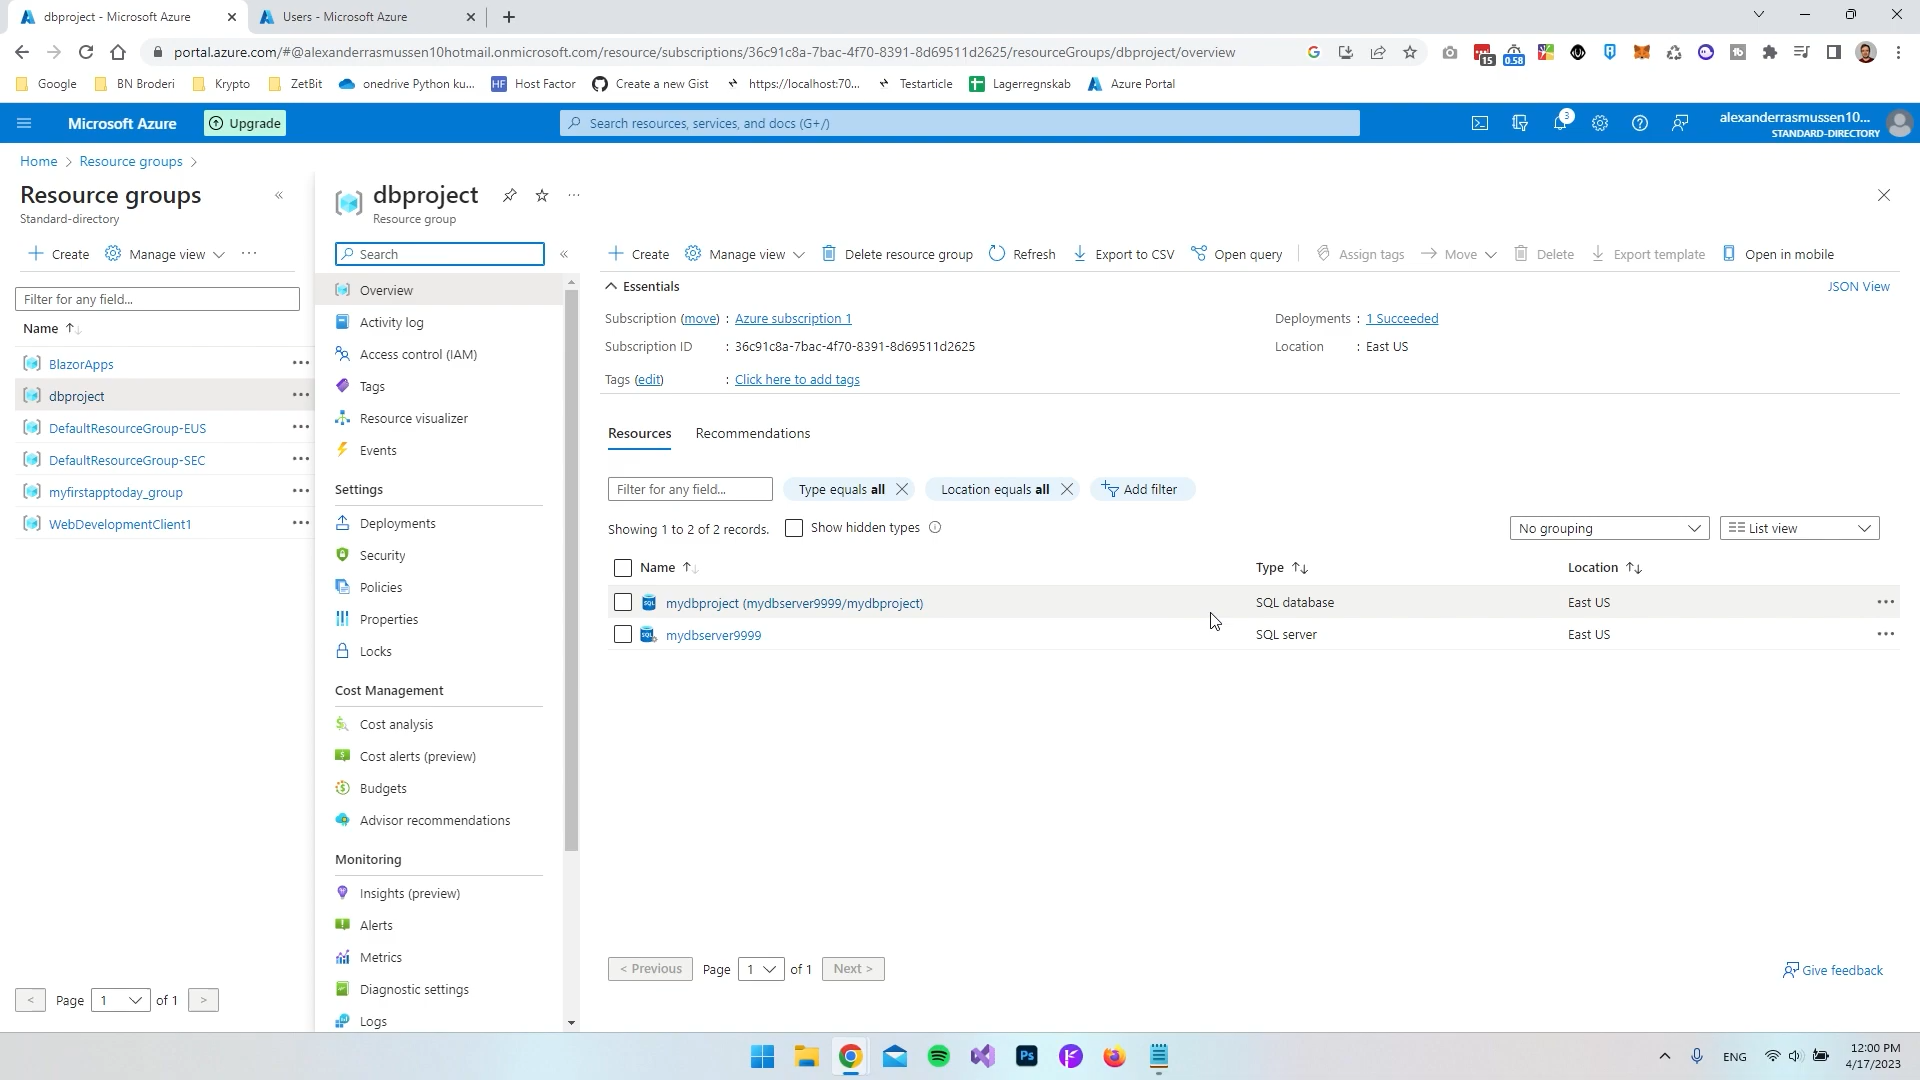 dbproject - Microsoft Azure
Users - Microsoft Azure
portal.azure.com/#@alexanderrasmussen10hotmail.onmicrosoft.com/resource/subscriptions/36c91c8a-7bac-4f70-8391-8d69511d2625/resourceGroups/dbproject/overview
15
0.58
Google
BN Broderi
Krypto
ZetBit
onedrive Python ku...
HF
Host Factor
Create a new Gist
https://localhost:70...
Testarticle
Lagerregnskab
Azure Portal
Microsoft Azure
Upgrade
Search resources, services, and docs (G+/)
3
alexanderrasmussen10...
STANDARD-DIRECTORY
Home > Resource groups >
Resource groups
Standard-directory
Create
Manage view
Filter for any field...
Name
BlazorApps
dbproject
DefaultResourceGroup-EUS
DefaultResourceGroup-SEC
myfirstapptoday_group
WebDevelopmentClient1
< Page 1 of 1 >
dbproject
Resource group
Search
Overview
Activity log
Access control (IAM)
Tags
Resource visualizer
Events
Settings
Deployments
Security
Policies
Properties
Locks
Cost Management
Cost analysis
Cost alerts (preview)
Budgets
Advisor recommendations
Monitoring
Insights (preview)
Alerts
Metrics
Diagnostic settings
Logs
Create
Manage view
Delete resource group
Refresh
Export to CSV
Open query
Assign tags
Move
Delete
Export template
Open in mobile
Essentials
JSON View
Subscription (move) : Azure subscription 1
Deployments : 1 Succeeded
Subscription ID : 36c91c8a-7bac-4f70-8391-8d69511d2625
Location : East US
Tags (edit) : Click here to add tags
Resources
Recommendations
Filter for any field...
Type equals all
Location equals all
Add filter
Showing 1 to 2 of 2 records.
Show hidden types
No grouping
List view
Name
Type
Location
mydbproject (mydbserver9999/mydbproject)
SQL database
East US
mydbserver9999
SQL server
East US
< Previous
Page 1 of 1
Next >
Give feedback
Ps
ENG
12:00 PM
4/17/2023